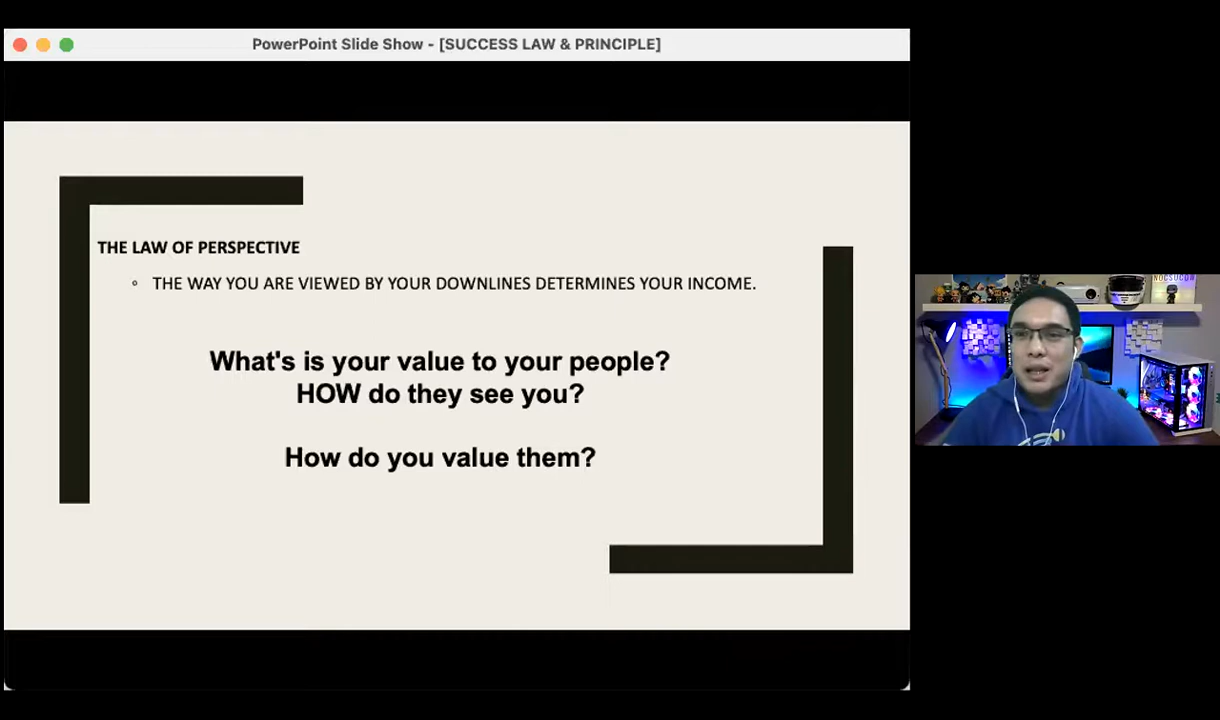 PowerPoint Slide Show - [SUCCESS LAW & PRINCIPLE]
THE LAW OF PERSPECTIVE
THE WAY YOU ARE VIEWED BY YOUR DOWNLINES DETERMINES YOUR INCOME.
What's is your value to your people?
HOW do they see you?
How do you value them?